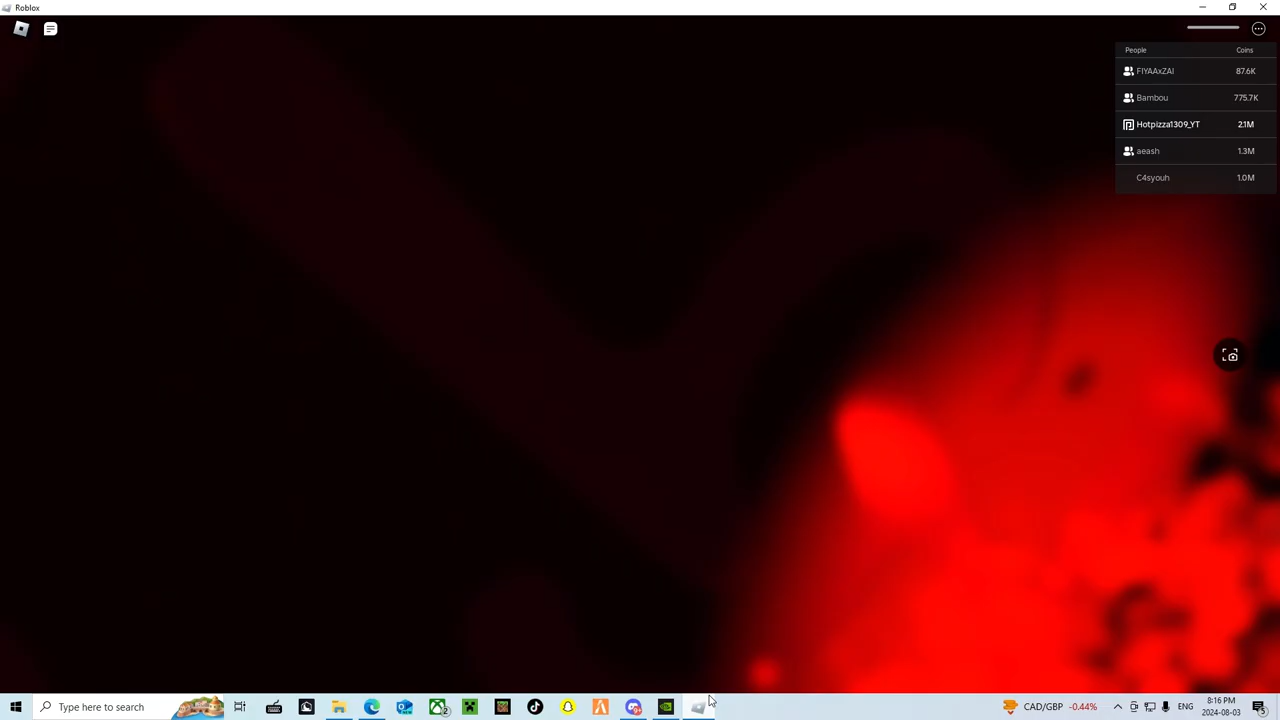 Roblox
People Coins
FIYAAxZAI 87.6K
Bambou 775.7K
Hotpizza1309_YT 2.1M
aeash 1.3M
C4syouh 1.0M
Type here to search
2
CAD/GBP -0.44%
ENG
8:16 PM
2024-08-03